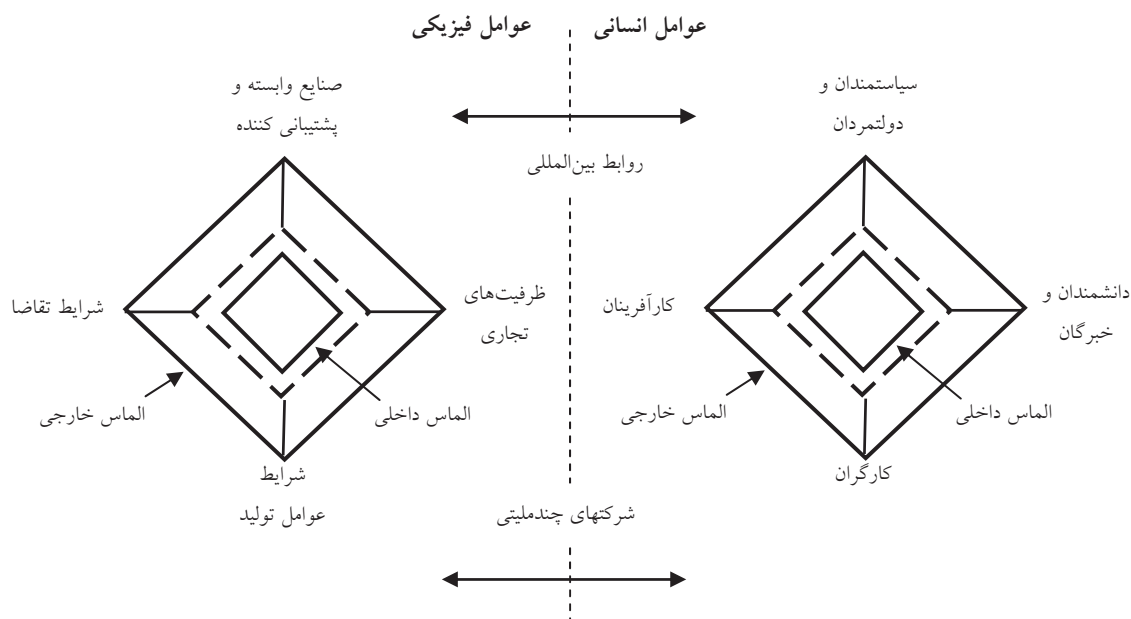 عوامل انسانی
عوامل فیزیکی
سیاستمندان و
دولتمردان
صنایع وابسته و
پشتیبانی کننده
روابط بین‌المللی
دانشمندان و
خبرگان
کارآفرینان
ظرفیت‌های
تجاری
شرایط تقاضا
الماس داخلی
الماس خارجی
الماس داخلی
الماس خارجی
کارگران
شرایط
عوامل تولید
شرکتهای چندملیتی